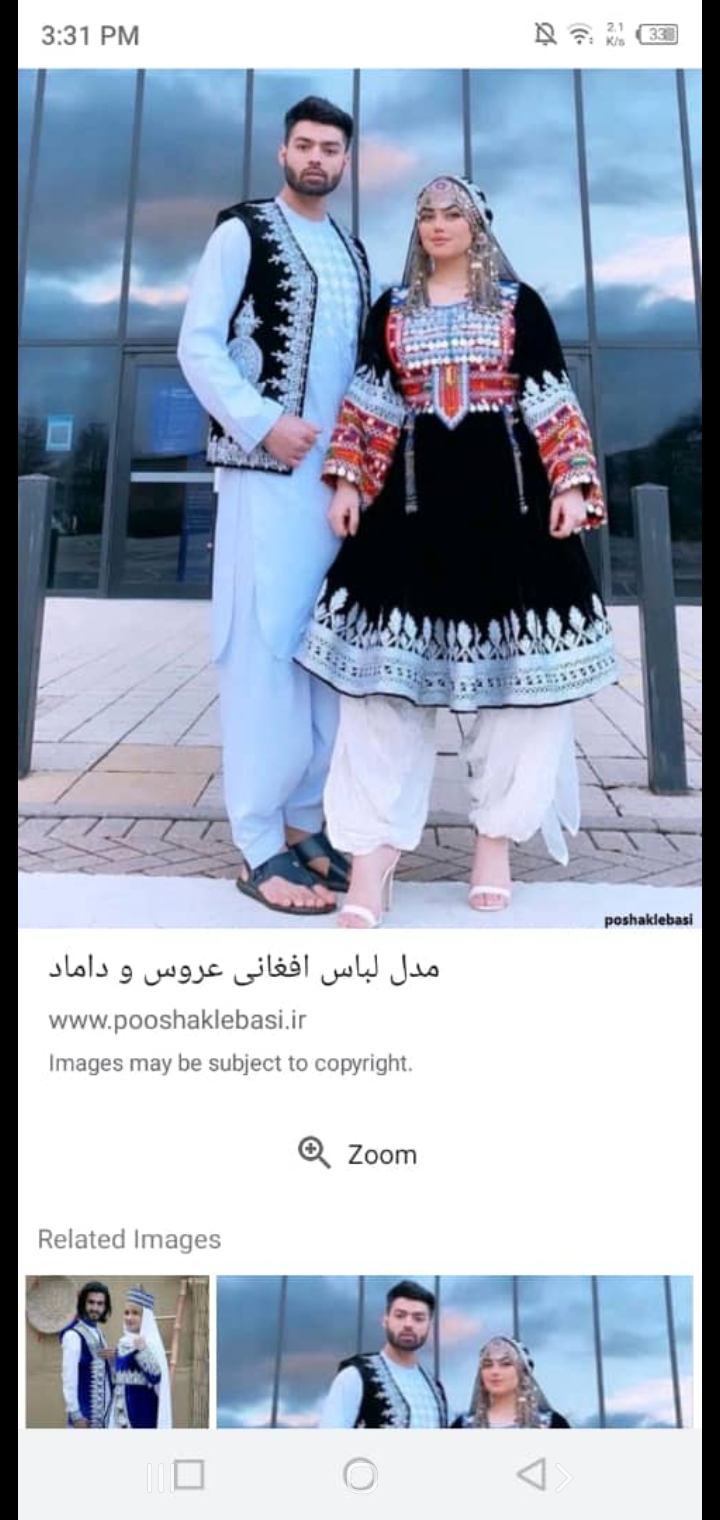 3:31 PM
2.1
K/s
33
poshaklebasi
مدل لباس افغانی عروس و داماد
www.pooshaklebasi.ir
Images may be subject to copyright.
Zoom
Related Images